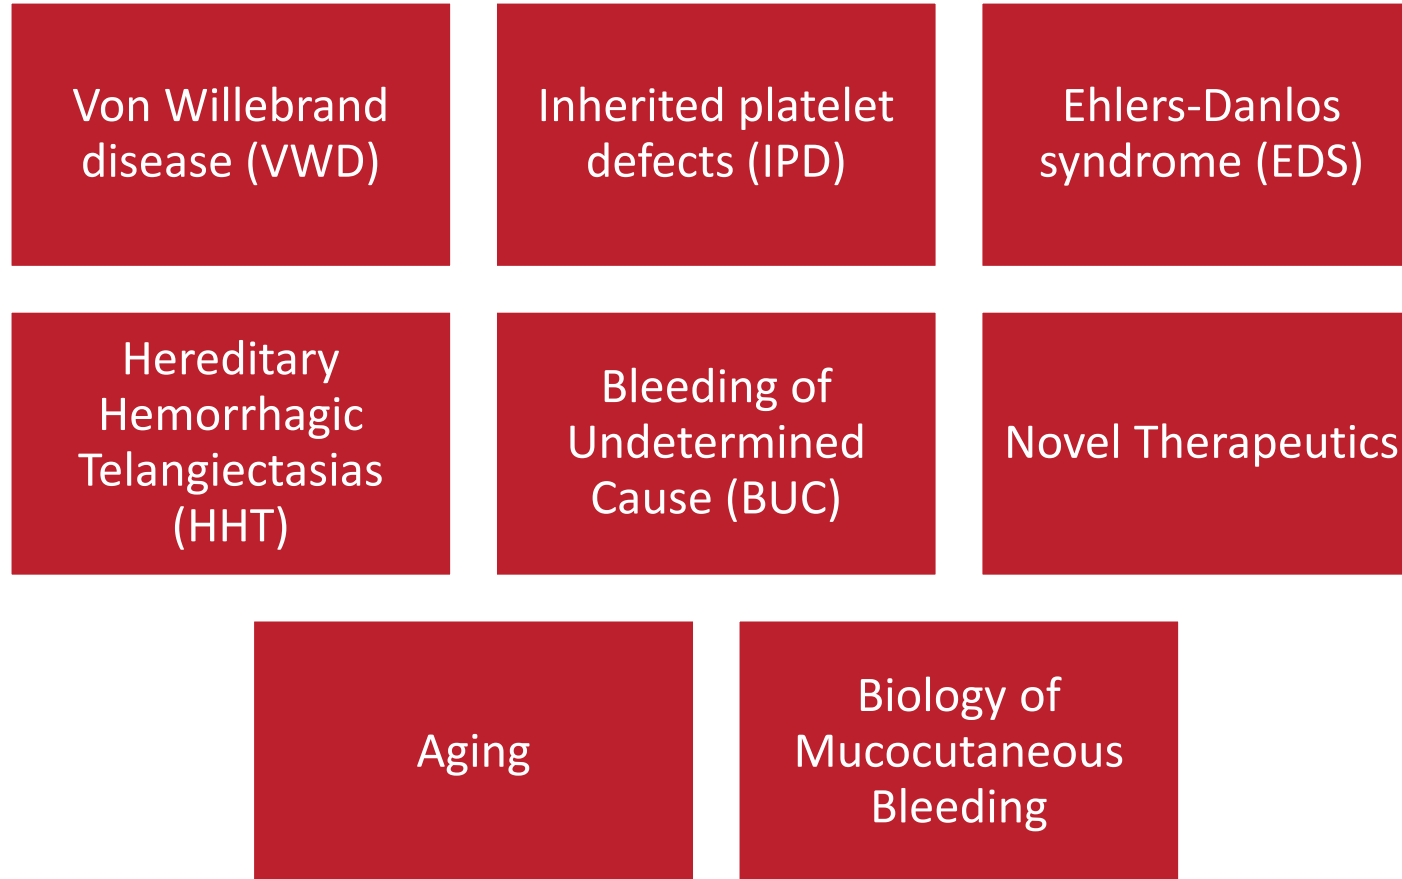 Von Willebrand
disease (VWD)
Inherited platelet
defects (IPD)
Ehlers-Danlos
syndrome (EDS)
Hereditary
Hemorrhagic
Telangiectasias
(HHT)
Bleeding of
Undetermined
Cause (BUC)
Novel Therapeutics
Aging
Biology of
Mucocutaneous
Bleeding